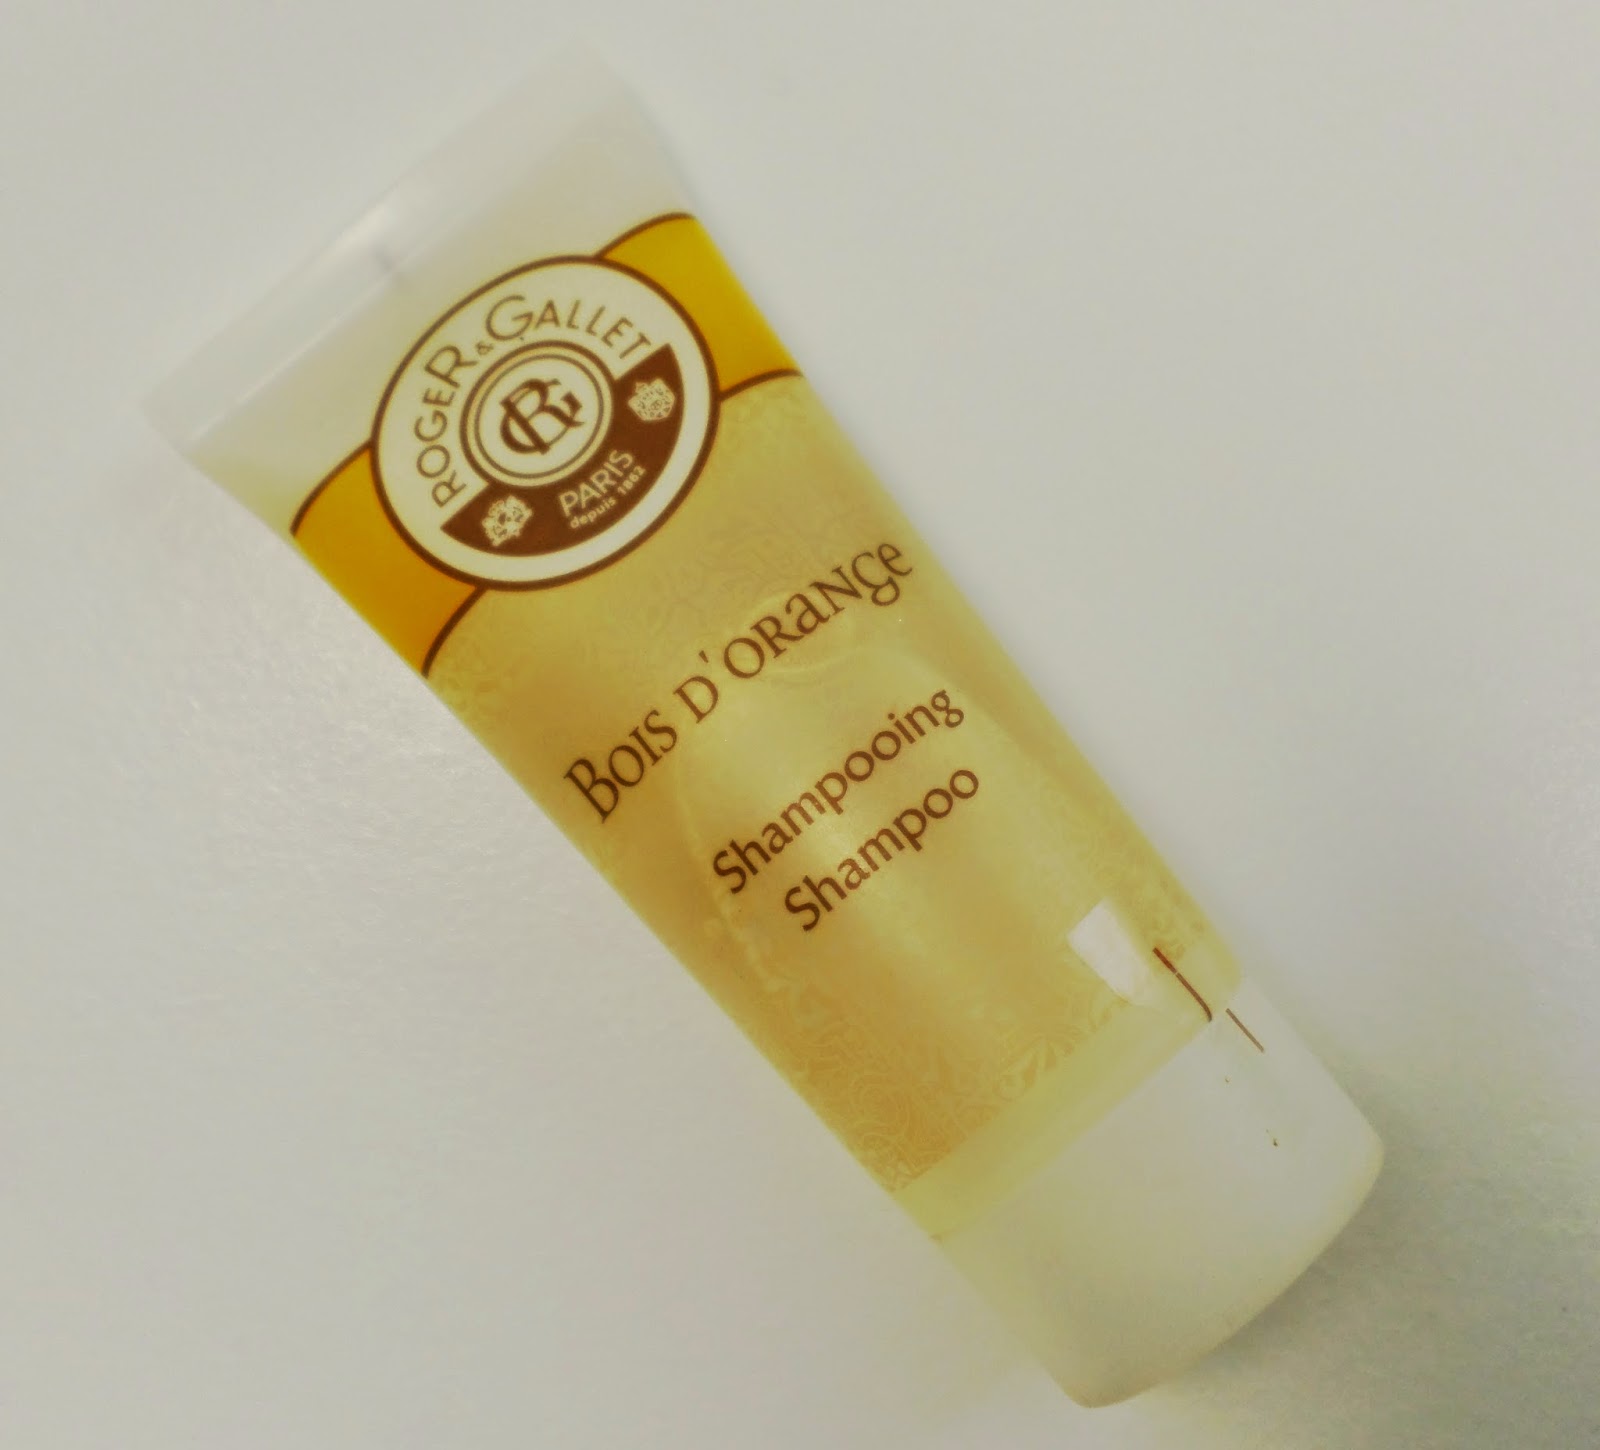 ROGER & GALLET
RG
PARIS
depuis 1862
BOIS D'ORANGE
Shampooing
Shampoo